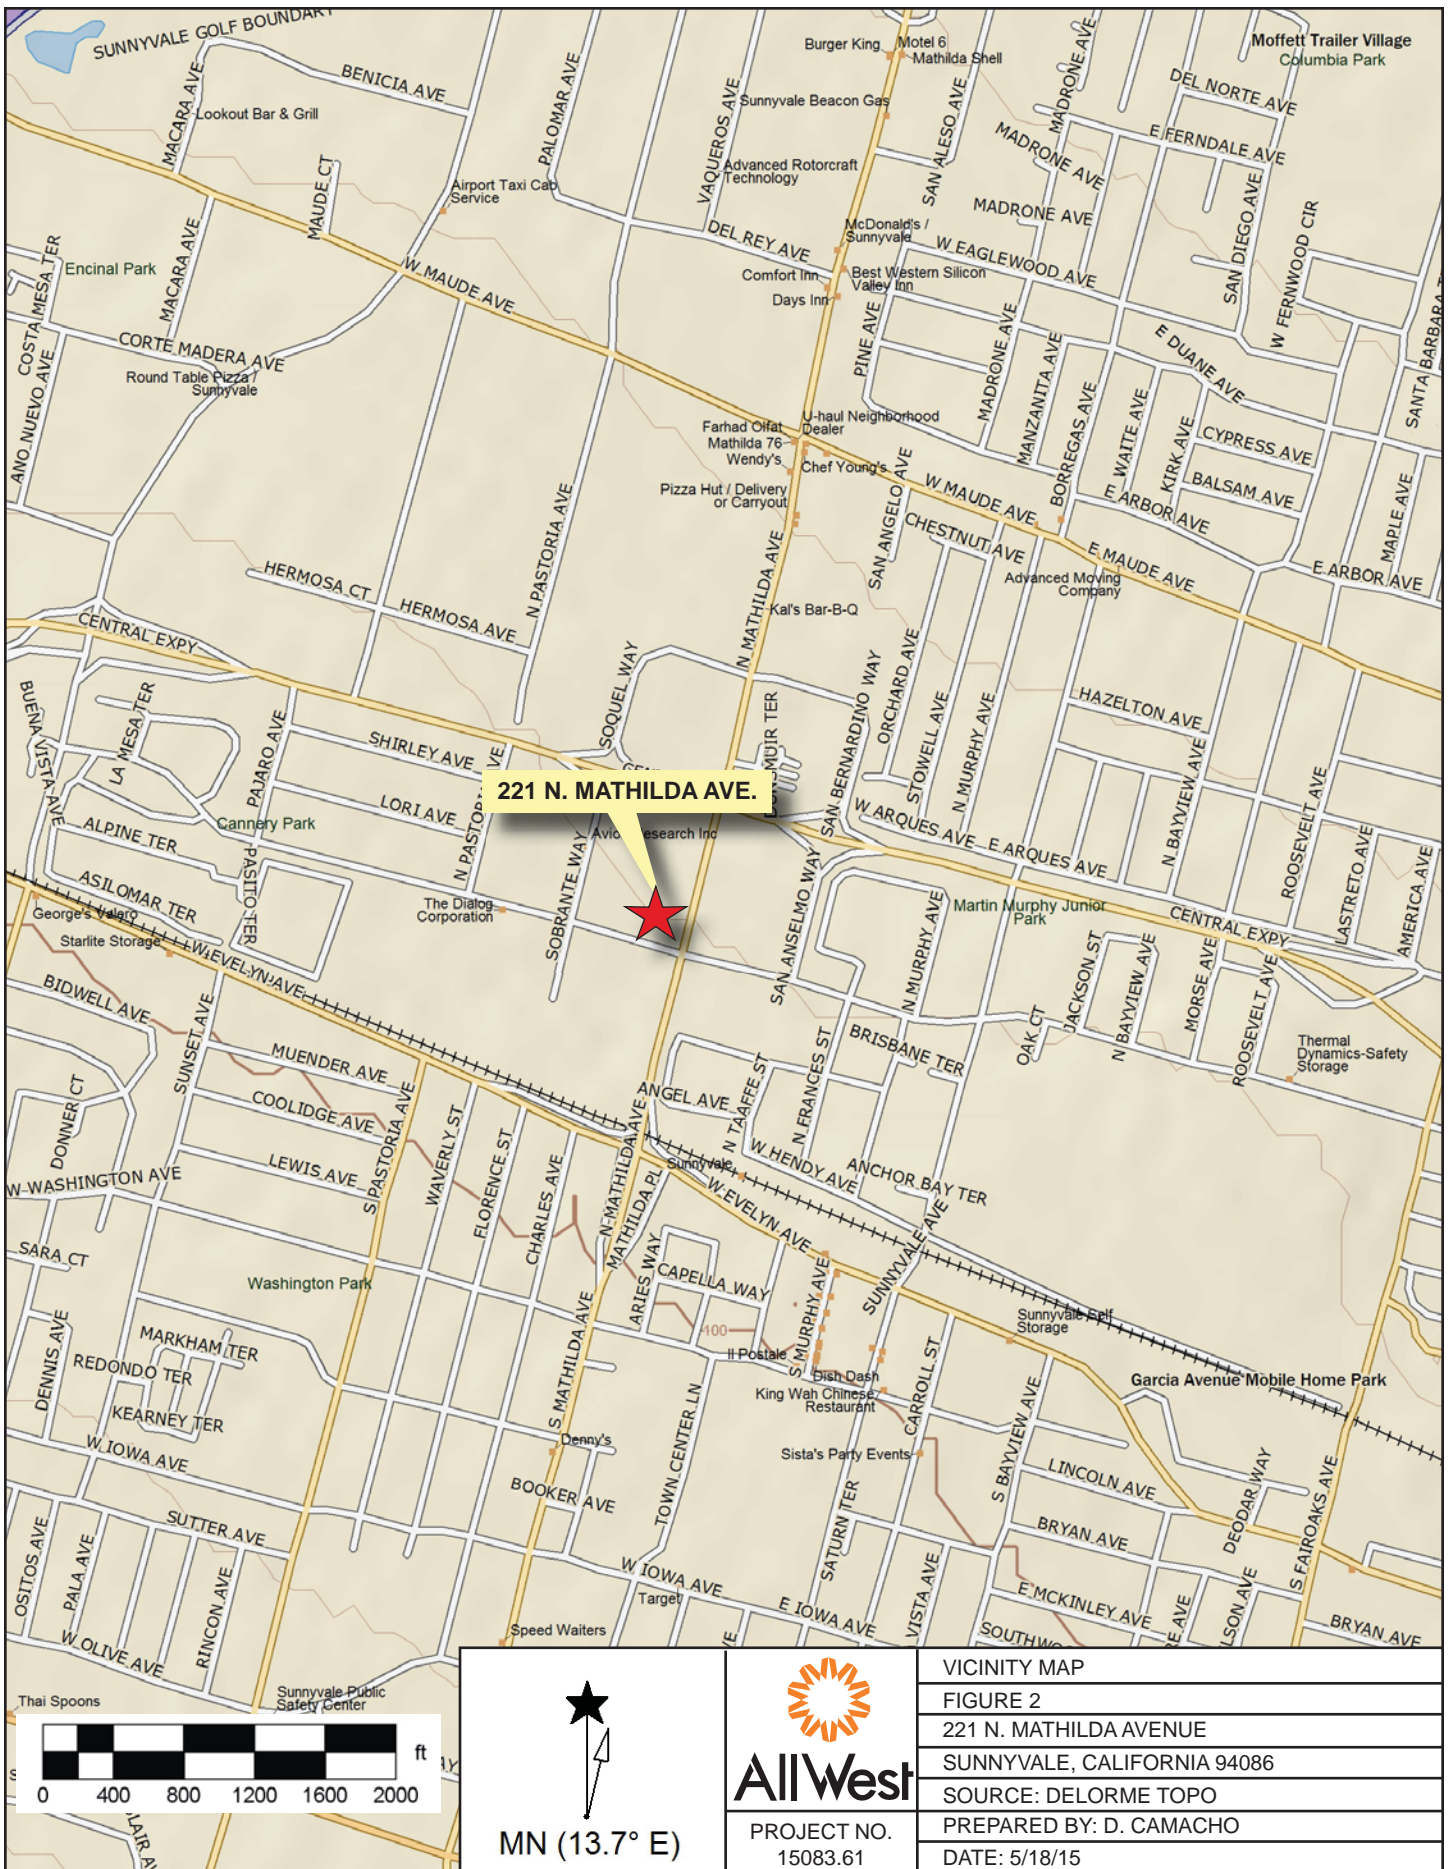 SUNNYVALE GOLF BOUNDARY
BENICIA AVE
MACARA AVE
Lookout Bar & Grill
MAUDE CT
PALOMAR AVE
Airport Taxi Cab
Service
VAQUEROS AVE
Burger King
Motel 6
Mathilda Shell
Sunnyvale Beacon Gas
Advanced Rotorcraft
Technology
SAN ALESO AVE
MADRONE AVE
MADRONE AVE
MADRONE AVE
Moffett Trailer Village
Columbia Park
DEL NORTE AVE
E FERNDALE AVE
SAN DIEGO AVE
W FERNWOOD CIR
DEL REY AVE
McDonald's /
Sunnyvale
W EAGLEWOOD AVE
Comfort Inn
Best Western Silicon
Valley Inn
Days Inn
COSTA MESA TER
Encinal Park
MACARA AVE
W MAUDE AVE
CORTE MADERA AVE
Round Table Pizza /
Sunnyvale
ANO NUEVO AVE
PINE AVE
MADRONE AVE
MANZANITA AVE
BORREGAS AVE
WAITE AVE
KIRK AVE
E DUANE AVE
CYPRESS AVE
BALSAM AVE
SANTA BARBARA
MAPLE AVE
U-haul Neighborhood
Dealer
Farhad Olfat
Mathilda 76
Wendy's
Chef Young's
Pizza Hut / Delivery
or Carryout
SAN ANGELO AVE
W MAUDE AVE
CHESTNUT AVE
E ARBOR AVE
E MAUDE AVE
E ARBOR AVE
Advanced Moving
Company
HERMOSA CT
HERMOSA AVE
N PASTORIA AVE
N MATHILDA AVE
Kal's Bar-B-Q
CENTRAL EXPY
BUENA VISTA AVE
LA MESA TER
PAJARO AVE
SHIRLEY AVE
LORI AVE
N PASTORIA AVE
SOQUEL WAY
DUNSMUIR TER
SAN BERNARDINO WAY
ORCHARD AVE
STOWELL AVE
N MURPHY AVE
HAZELTON AVE
N BAYVIEW AVE
ROOSEVELT AVE
LASTRETO AVE
AMERICA AVE
221 N. MATHILDA AVE.
Cannery Park
ALPINE TER
ASILOMAR TER
PASITO TER
George's Valero
Starlite Storage
The Dialog
Corporation
SOBRANTE WAY
W ARQUES AVE
E ARQUES AVE
SAN ANSELMO WAY
Martin Murphy Junior
Park
CENTRAL EXPY
W EVELYN AVE
BIDWELL AVE
SUNSET AVE
MUENDER AVE
COOLIDGE AVE
LEWIS AVE
DONNER CT
W WASHINGTON AVE
S PASTORIA AVE
WAVERLY ST
FLORENCE ST
CHARLES AVE
N MATHILDA AVE
MATHILDA PL
ANGEL AVE
N TAAFFE ST
N FRANCES ST
N MURPHY AVE
BRISBANE TER
OAK CT
JACKSON ST
N BAYVIEW AVE
MORSE AVE
ROOSEVELT AVE
Thermal
Dynamics-Safety
Storage
Sunnyvale
W HENDY AVE
ANCHOR BAY TER
W EVELYN AVE
SUNNYVALE AVE
SARA CT
Washington Park
DENNIS AVE
MARKHAM TER
REDONDO TER
KEARNEY TER
W IOWA AVE
ARIES WAY
CAPELLA WAY
100
S MURPHY AVE
Il Postale
Dish Dash
King Wah Chinese
Restaurant
Sunnyvale Self
Storage
Garcia Avenue Mobile Home Park
S MATHILDA AVE
Denny's
BOOKER AVE
TOWN CENTER LN
Sista's Party Events
CARROLL ST
S BAYVIEW AVE
LINCOLN AVE
BRYAN AVE
DEODAR WAY
S FAIROAKS AVE
OSITOS AVE
PALA AVE
SUTTER AVE
RINCON AVE
W OLIVE AVE
W IOWA AVE
Target
E IOWA AVE
SATURN TER
VISTA AVE
E MCKINLEY AVE
BRYAN AVE
Speed Waiters
Thai Spoons
Sunnyvale Public
Safety Center
ft
0 400 800 1200 1600 2000
MN (13.7° E)
AllWest
PROJECT NO.
15083.61
VICINITY MAP
FIGURE 2
221 N. MATHILDA AVENUE
SUNNYVALE, CALIFORNIA 94086
SOURCE: DELORME TOPO
PREPARED BY: D. CAMACHO
DATE: 5/18/15